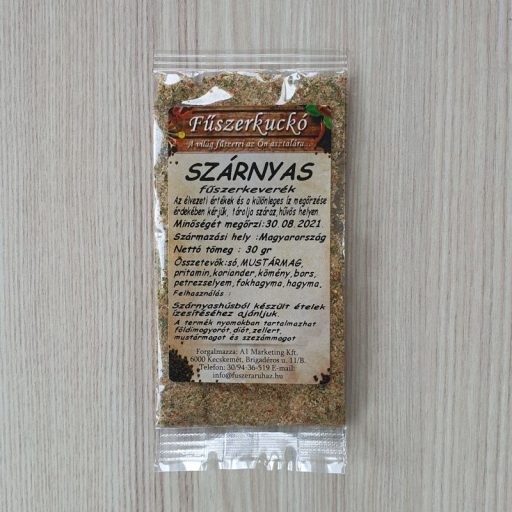 Fűszerkuckó
A világ fűszerei az Ön asztalára...
SZÁRNYAS
fűszerkeverék
Az élvezeti értékek és a különleges íz megőrzése
érdekében kérjük, tárolja száraz,hűvös helyen
Minőségét megőrzi:30.08.2021
Származási hely :Magyarország
Nettó tömeg : 30 gr
Összetevők:só,MUSTÁRMAG,
pritamin,koriander,kömény,bors,
petrezselyem,fokhagyma,hagyma.
Felhasználás :
Szárnyashúsból készült ételek
ízesítéséhez ajánljuk.
A termék nyomokban tartalmazhat
földimogyorót,diót,zellert,
mustármagot és szezámmagot
Forgalmazza: A1 Marketing Kft.
6000 Kecskemét, Brigadéros u. 11/B.
Telefon: 30/94-36-519 E-mail:
info@fuszeraruhaz.hu